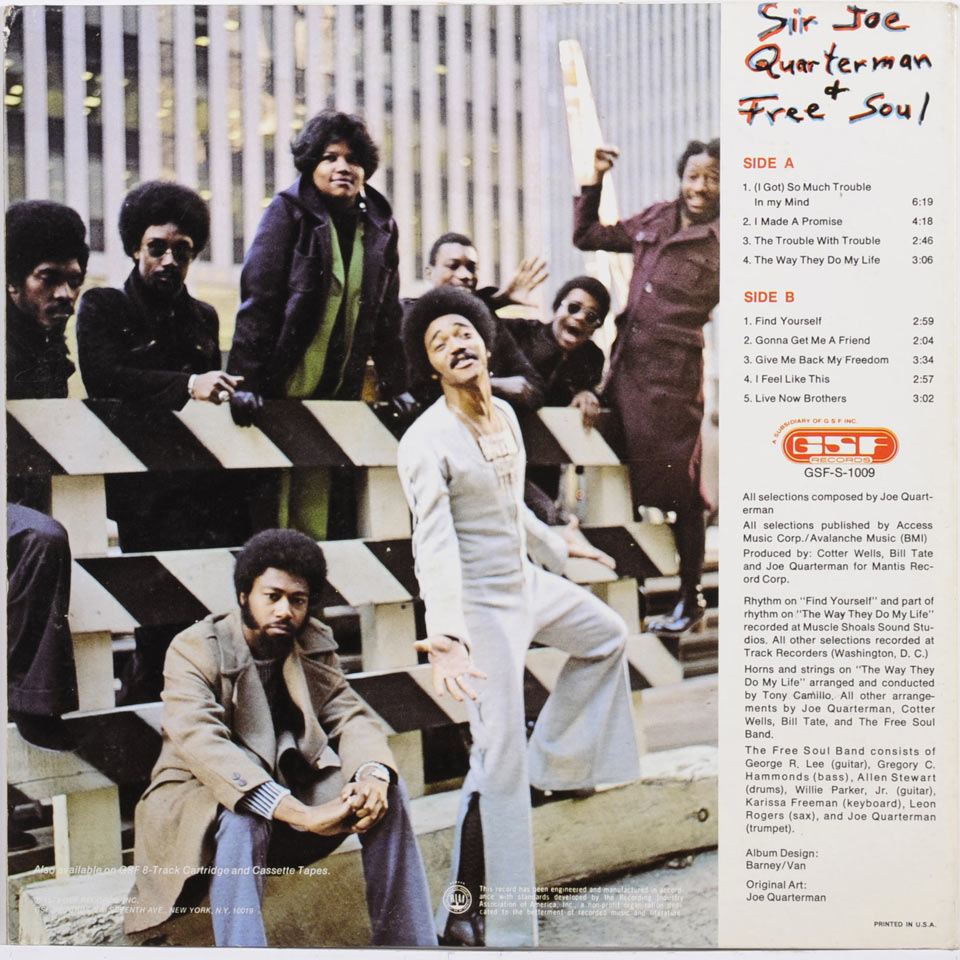 Sir Joe
Quarterman
+
Free Soul
SIDE A
1. (I Got) So Much Trouble
In my Mind 6:19
2. I Made A Promise 4:18
3. The Trouble With Trouble 2:46
4. The Way They Do My Life 3:06
SIDE B
1. Find Yourself 2:59
2. Gonna Get Me A Friend 2:04
3. Give Me Back My Freedom 3:34
4. I Feel Like This 2:57
5. Live Now Brothers 3:02
A SUBSIDIARY OF G S F INC.
GSF
RECORDS
GSF-S-1009
All selections composed by Joe Quart-
erman
All selections published by Access
Music Corp./Avalanche Music (BMI)
Produced by: Cotter Wells, Bill Tate
and Joe Quarterman for Mantis Rec-
ord Corp.
Rhythm on "Find Yourself" and part of
rhythm on "The Way They Do My Life"
recorded at Muscle Shoals Sound Stu-
dios. All other selections recorded at
Track Recorders (Washington, D. C.)
Horns and strings on "The Way They
Do My Life" arranged and conducted
by Tony Camillo. All other arrange-
ments by Joe Quarterman, Cotter
Wells, Bill Tate, and The Free Soul
Band.
The Free Soul Band consists of
George R. Lee (guitar), Gregory C.
Hammonds (bass), Allen Stewart
(drums), Willie Parker, Jr. (guitar),
Karissa Freeman (keyboard), Leon
Rogers (sax), and Joe Quarterman
(trumpet).
Album Design:
Barney/Van
Original Art:
Joe Quarterman
PRINTED IN U.S.A.
Also available on GSF 8-Track Cartridge and Cassette Tapes.
GSF RECORDS, INC.
SEVENTH AVE., NEW YORK, N.Y. 10019
This record has been engineered and manufactured in accord-
ance with standards developed by the Recording Industry
Association of America, Inc., a non-profit organization dedi-
cated to the betterment of recorded music and literature.